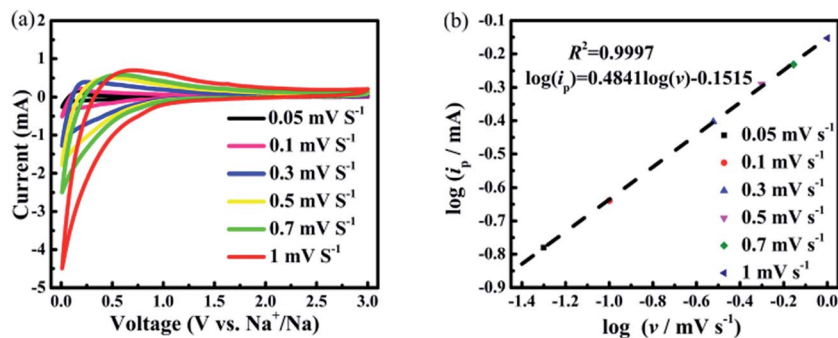 (a)
1
0
-1
-2
-3
-4
-5
Current (mA)
0.05 mV S-1
0.1 mV S-1
0.3 mV S-1
0.5 mV S-1
0.7 mV S-1
1 mV S-1
0.0 0.5 1.0 1.5 2.0 2.5 3.0
Voltage (V vs. Na+/Na)
(b)
-0.1
-0.2
-0.3
-0.4
-0.5
-0.6
-0.7
-0.8
-0.9
log (ip / mA)
R2=0.9997
log(ip)=0.4841log(v)-0.1515
0.05 mV s-1
0.1 mV s-1
0.3 mV s-1
0.5 mV s-1
0.7 mV s-1
1 mV s-1
-1.4 -1.2 -1.0 -0.8 -0.6 -0.4 -0.2 0.0
log (v / mV s-1)